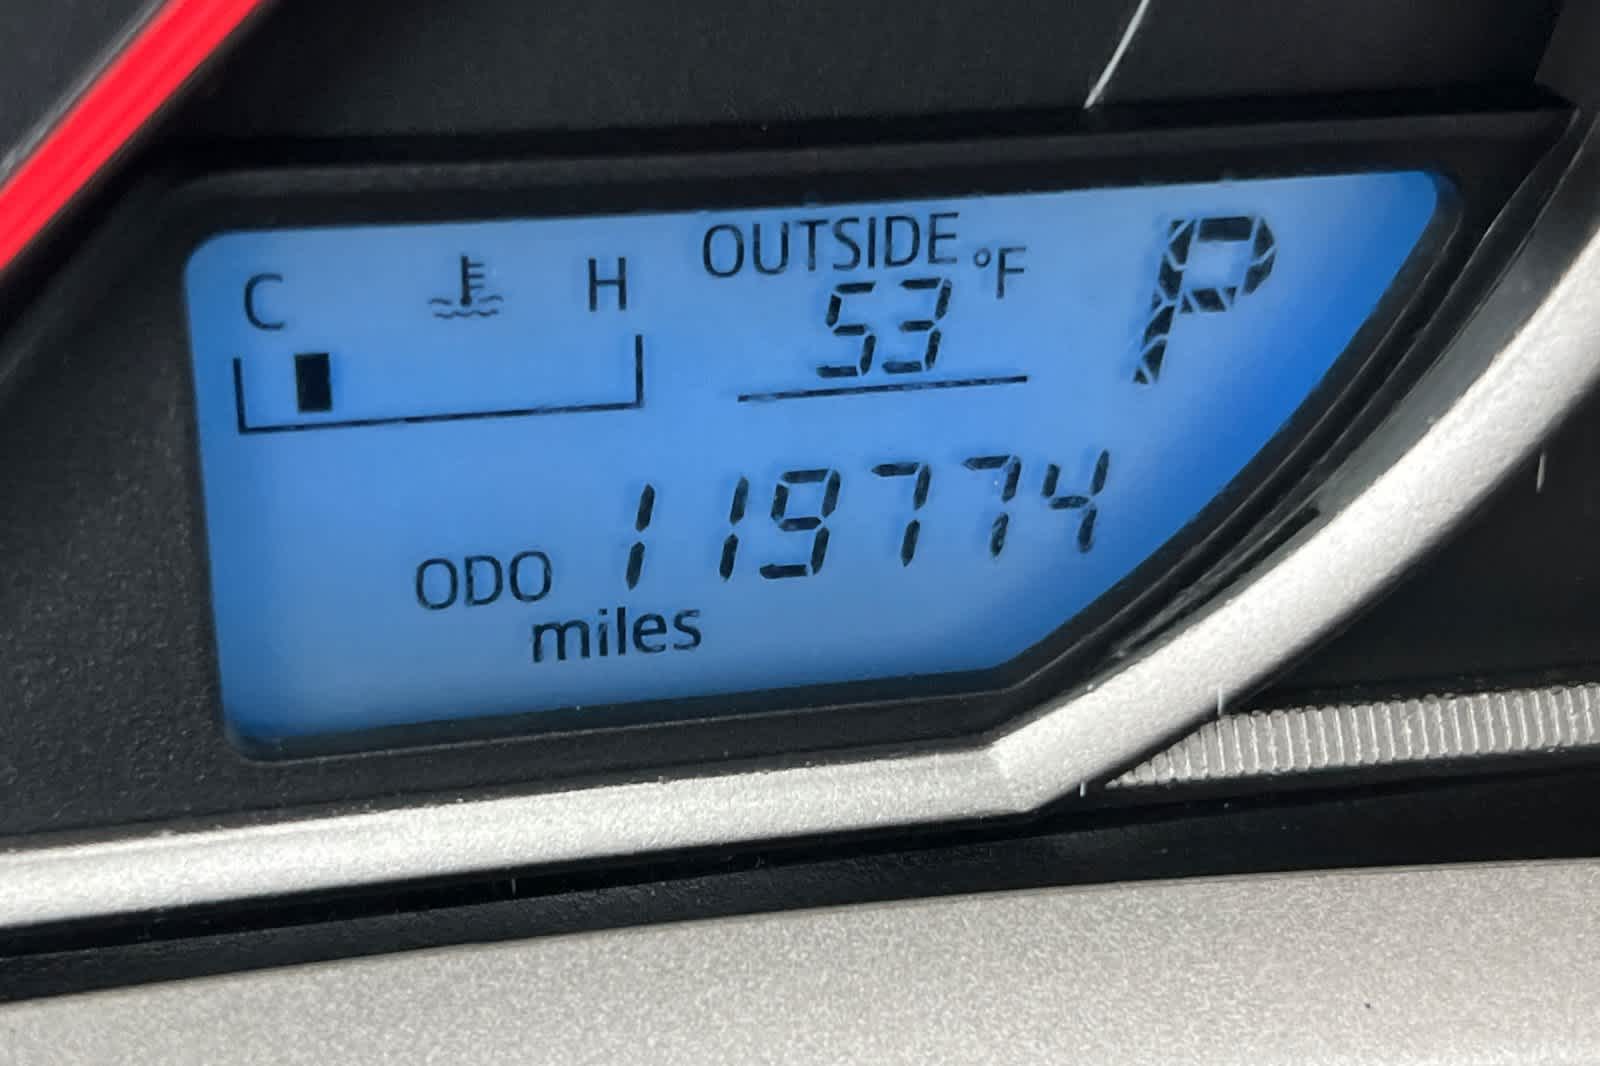 C H
OUTSIDE °F
53
P
ODO 119774
miles